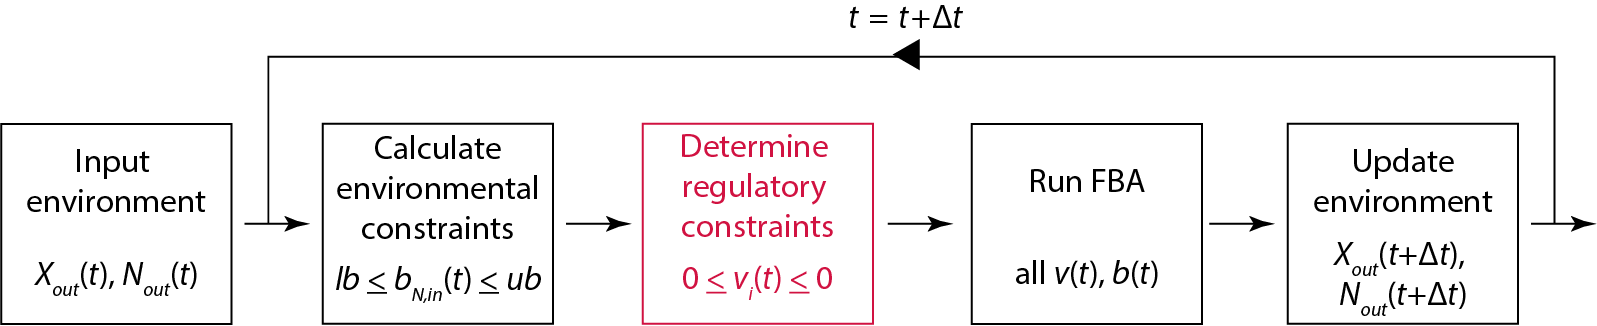 t = t+Δt
Input
environment
Xout(t), Nout(t)
Calculate
environmental
constraints
lb ≤ bN,in(t) ≤ ub
Determine
regulatory
constraints
0 ≤ vi(t) ≤ 0
Run FBA
all v(t), b(t)
Update
environment
Xout(t+Δt),
Nout(t+Δt)